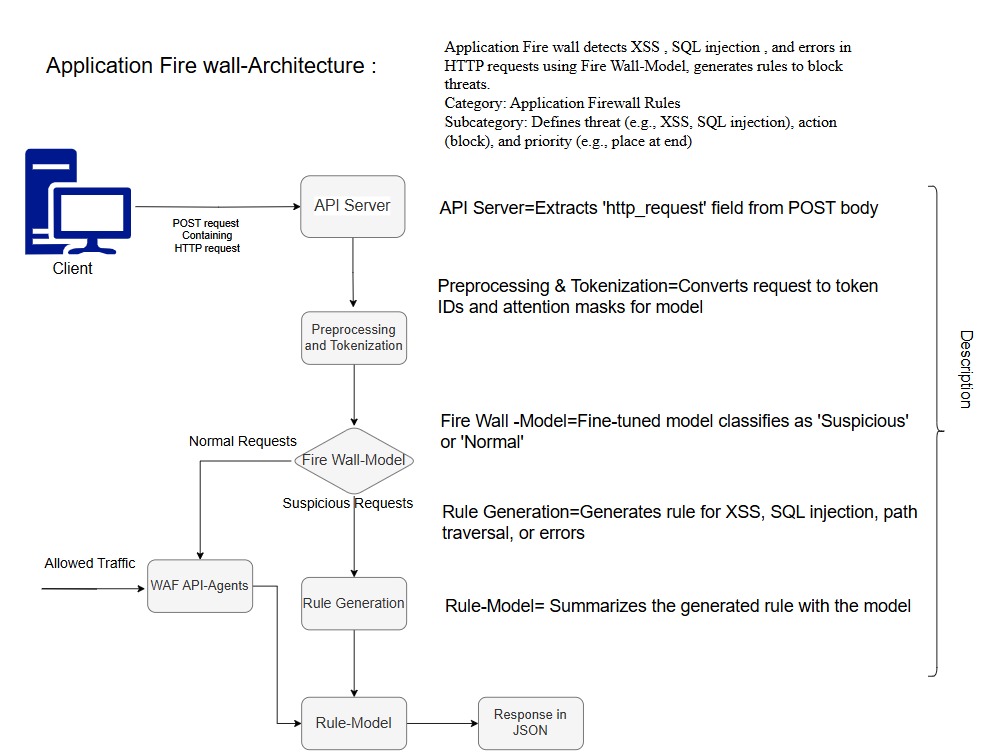 Application Fire wall-Architecture :
Application Fire wall detects XSS , SQL injection , and errors in
HTTP requests using Fire Wall-Model, generates rules to block
threats.
Category: Application Firewall Rules
Subcategory: Defines threat (e.g., XSS, SQL injection), action
(block), and priority (e.g., place at end)
Client
POST request
Containing
HTTP request
API Server
API Server=Extracts 'http_request' field from POST body
Preprocessing & Tokenization=Converts request to token
IDs and attention masks for model
Preprocessing
and Tokenization
Description
Fire Wall -Model=Fine-tuned model classifies as 'Suspicious'
or 'Normal'
Normal Requests
Fire Wall-Model
Suspicious Requests
Rule Generation=Generates rule for XSS, SQL injection, path
traversal, or errors
Allowed Traffic
WAF API-Agents
Rule Generation
Rule-Model= Summarizes the generated rule with the model
Rule-Model
Response in
JSON